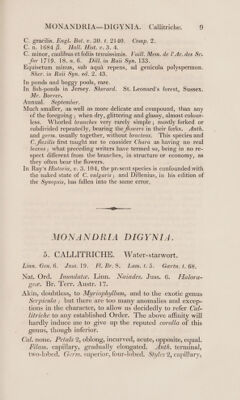 MONANDRIA—DIGYNIA. Callitriche. 9
C. gracilis. Engl. Bot. v. 30. t. 2140. Comp. 2.
C. n. 1684 β. Hall. Hist. v. 3. 4.
C. minor, caulibus et foliis tenuissimis. Vaill. Mem. de l'Ac. des Sc.
for 1719. 18. n. 6. Dill. in Raii Syn. 133.
Equisetum minus, sub aquâ repens, ad genicula polyspermon.
Sher. in Raii Syn. ed. 2. 43.
In ponds and boggy pools, rare.
In fish-ponds in Jersey. Sherard. St. Leonard's forest, Sussex.
Mr. Borrer.
Annual. September.
Much smaller, as well as more delicate and compound, than any
of the foregoing; when dry, glittering and glassy, almost colour-
less. Whorled branches very rarely simple; mostly forked or
subdivided repeatedly, bearing the flowers in their forks. Anth.
and germ. usually together, without bracteas. This species and
C. flexilis first taught me to consider Chara as having no real
leaves; what preceding writers have termed so, being in no re-
spect different from the branches, in structure or economy, as
they often bear the flowers.
In Ray's Historia, v. 3. 104, the present species is confounded with
the naked state of C. vulgaris; and Dillenius, in his edition of
the Synopsis, has fallen into the same error.
MONANDRIA DIGYNIA.
5. CALLITRICHE. Water-starwort.
Linn. Gen. 6. Juss. 19. Fl. Br. 8. Lam. t. 5. Gærtn. t. 68.
Nat. Ord. Inundatæ. Linn. Naiades. Juss. 6. Halora-
geæ. Br. Terr. Austr. 17.
Akin, doubtless, to Myriophyllum, and to the exotic genus
Serpicula; but there are too many anomalies and excep-
tions in the character, to allow us decidedly to refer Cal-
litriche to any established Order. The above affinity will
hardly induce me to give up the reputed corolla of this
genus, though inferior.
Cal. none. Petals 2, oblong, incurved, acute, opposite, equal.
Filam. capillary, gradually elongated. Anth. terminal,
two-lobed. Germ. superior, four-lobed. Styles 2, capillary,